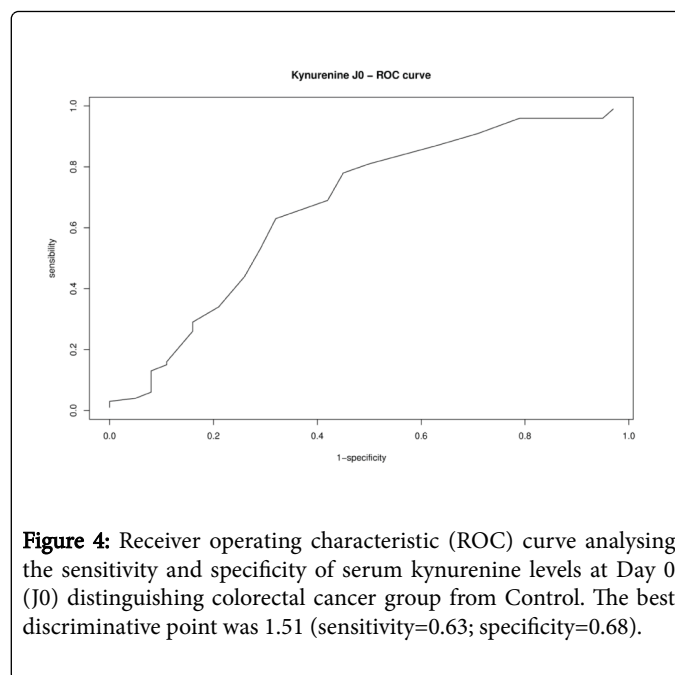 Kynurenine J0 − ROC curve
sensibility
1.0
0.8
0.6
0.4
0.2
0.0
0.0 0.2 0.4 0.6 0.8 1.0
1−specificity
Figure 4: Receiver operating characteristic (ROC) curve analysing
the sensitivity and specificity of serum kynurenine levels at Day 0
(J0) distinguishing colorectal cancer group from Control. The best
discriminative point was 1.51 (sensitivity=0.63; specificity=0.68).